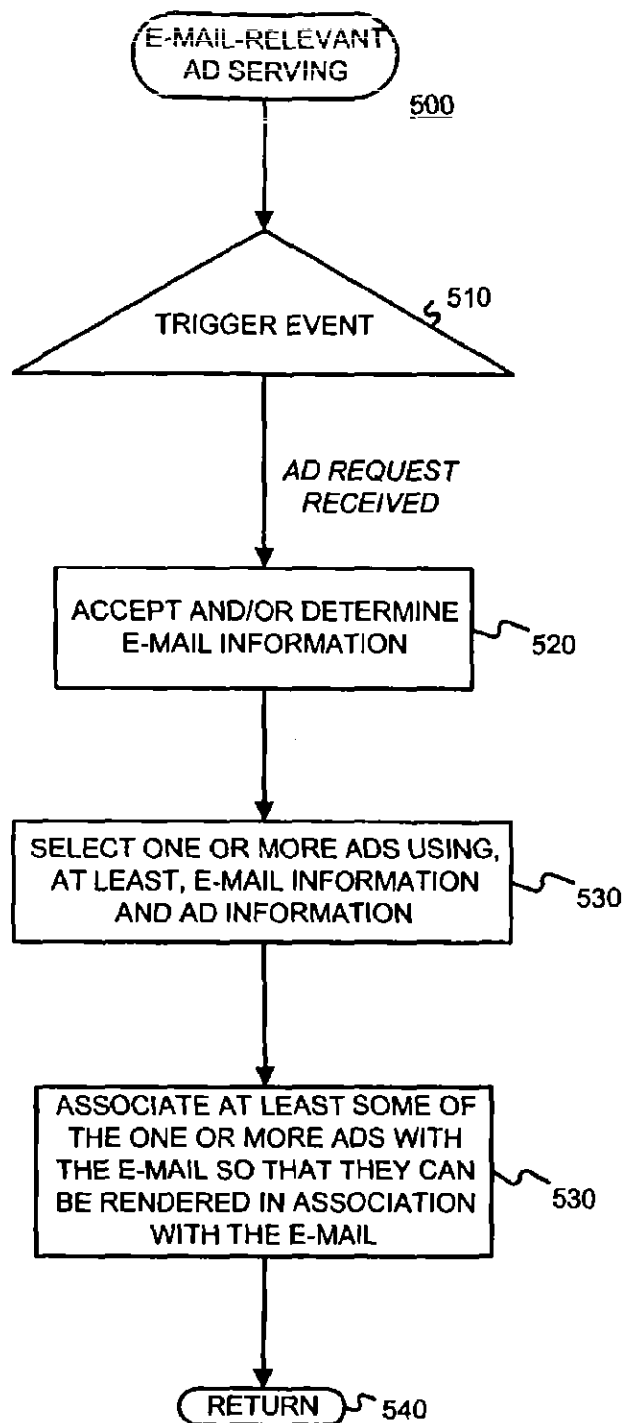 E-MAIL-RELEVANT
AD SERVING
500
TRIGGER EVENT
510
AD REQUEST
RECEIVED
ACCEPT AND/OR DETERMINE
E-MAIL INFORMATION
520
SELECT ONE OR MORE ADS USING,
AT LEAST, E-MAIL INFORMATION
AND AD INFORMATION
530
ASSOCIATE AT LEAST SOME OF
THE ONE OR MORE ADS WITH
THE E-MAIL SO THAT THEY CAN
BE RENDERED IN ASSOCIATION
WITH THE E-MAIL
530
RETURN
540